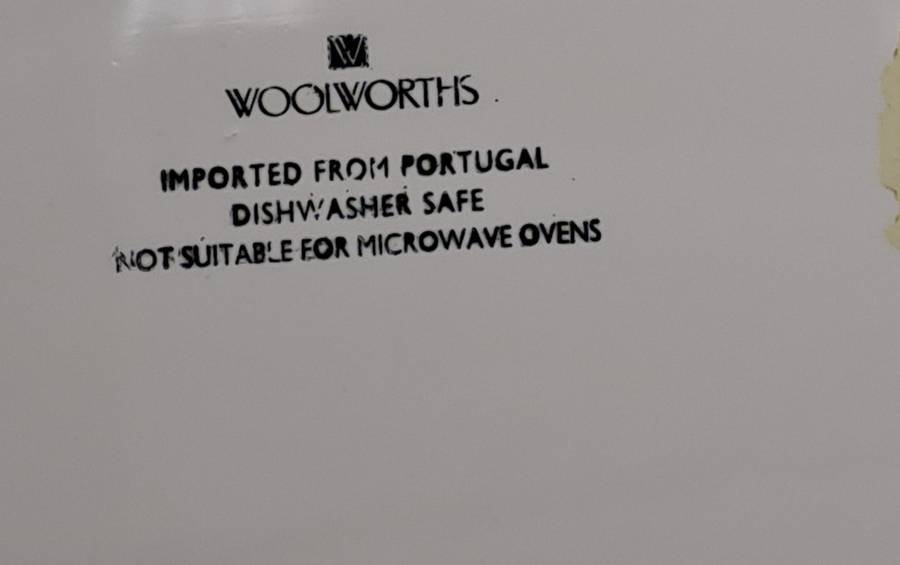 W
WOOLWORTHS
IMPORTED FROM PORTUGAL
DISHWASHER SAFE
NOT SUITABLE FOR MICROWAVE OVENS